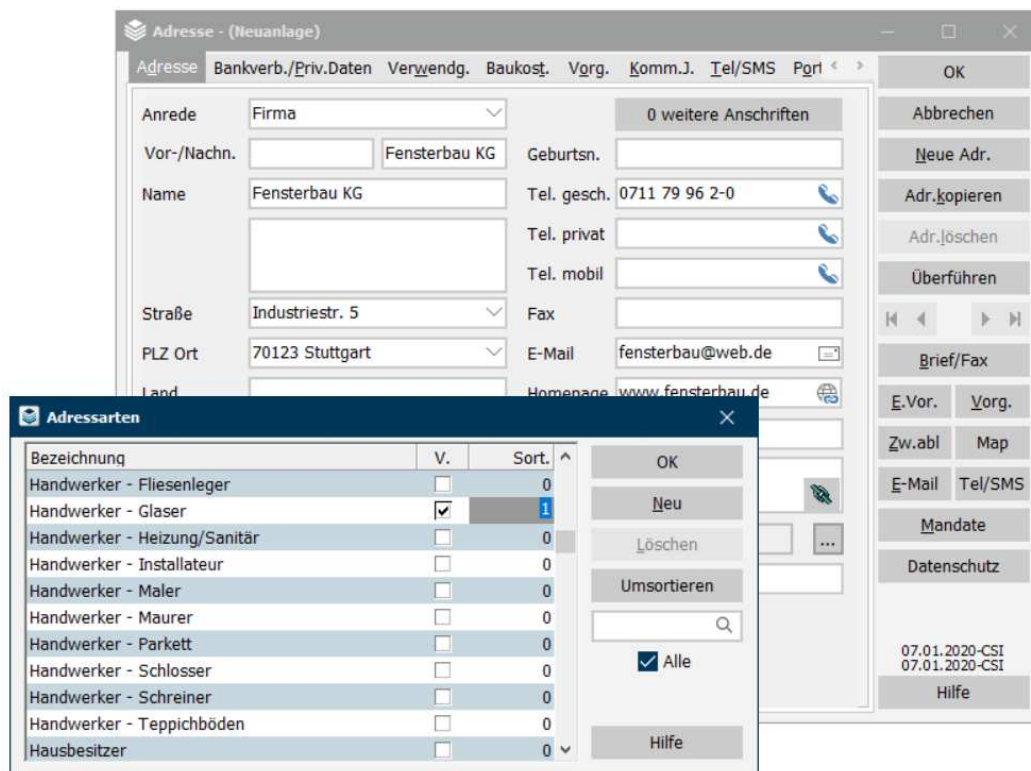 Adresse - (Neuanlage)
Adresse Bankverb./Priv.Daten Verwendg. Baukost. Vorg. Komm.J. Tel/SMS Port
Anrede Firma 0 weitere Anschriften
Vor-/Nachn. Fensterbau KG Geburtsn.
Name Fensterbau KG Tel. gesch. 0711 79 96 2-0
Tel. privat
Tel. mobil
Straße Industriestr. 5 Fax
PLZ Ort 70123 Stuttgart E-Mail fensterbau@web.de
Land Homepage www.fensterbau.de
...
OK
Abbrechen
Neue Adr.
Adr.kopieren
Adr.löschen
Überführen
Brief/Fax
E.Vor. Vorg.
Zw.abl Map
E-Mail Tel/SMS
Mandate
Datenschutz
07.01.2020-CSI
07.01.2020-CSI
Hilfe
Adressarten
Bezeichnung V. Sort.
Handwerker - Fliesenleger 0
Handwerker - Glaser 1
Handwerker - Heizung/Sanitär 0
Handwerker - Installateur 0
Handwerker - Maler 0
Handwerker - Maurer 0
Handwerker - Parkett 0
Handwerker - Schlosser 0
Handwerker - Schreiner 0
Handwerker - Teppichböden 0
Hausbesitzer 0
OK
Neu
Löschen
Umsortieren
Alle
Hilfe